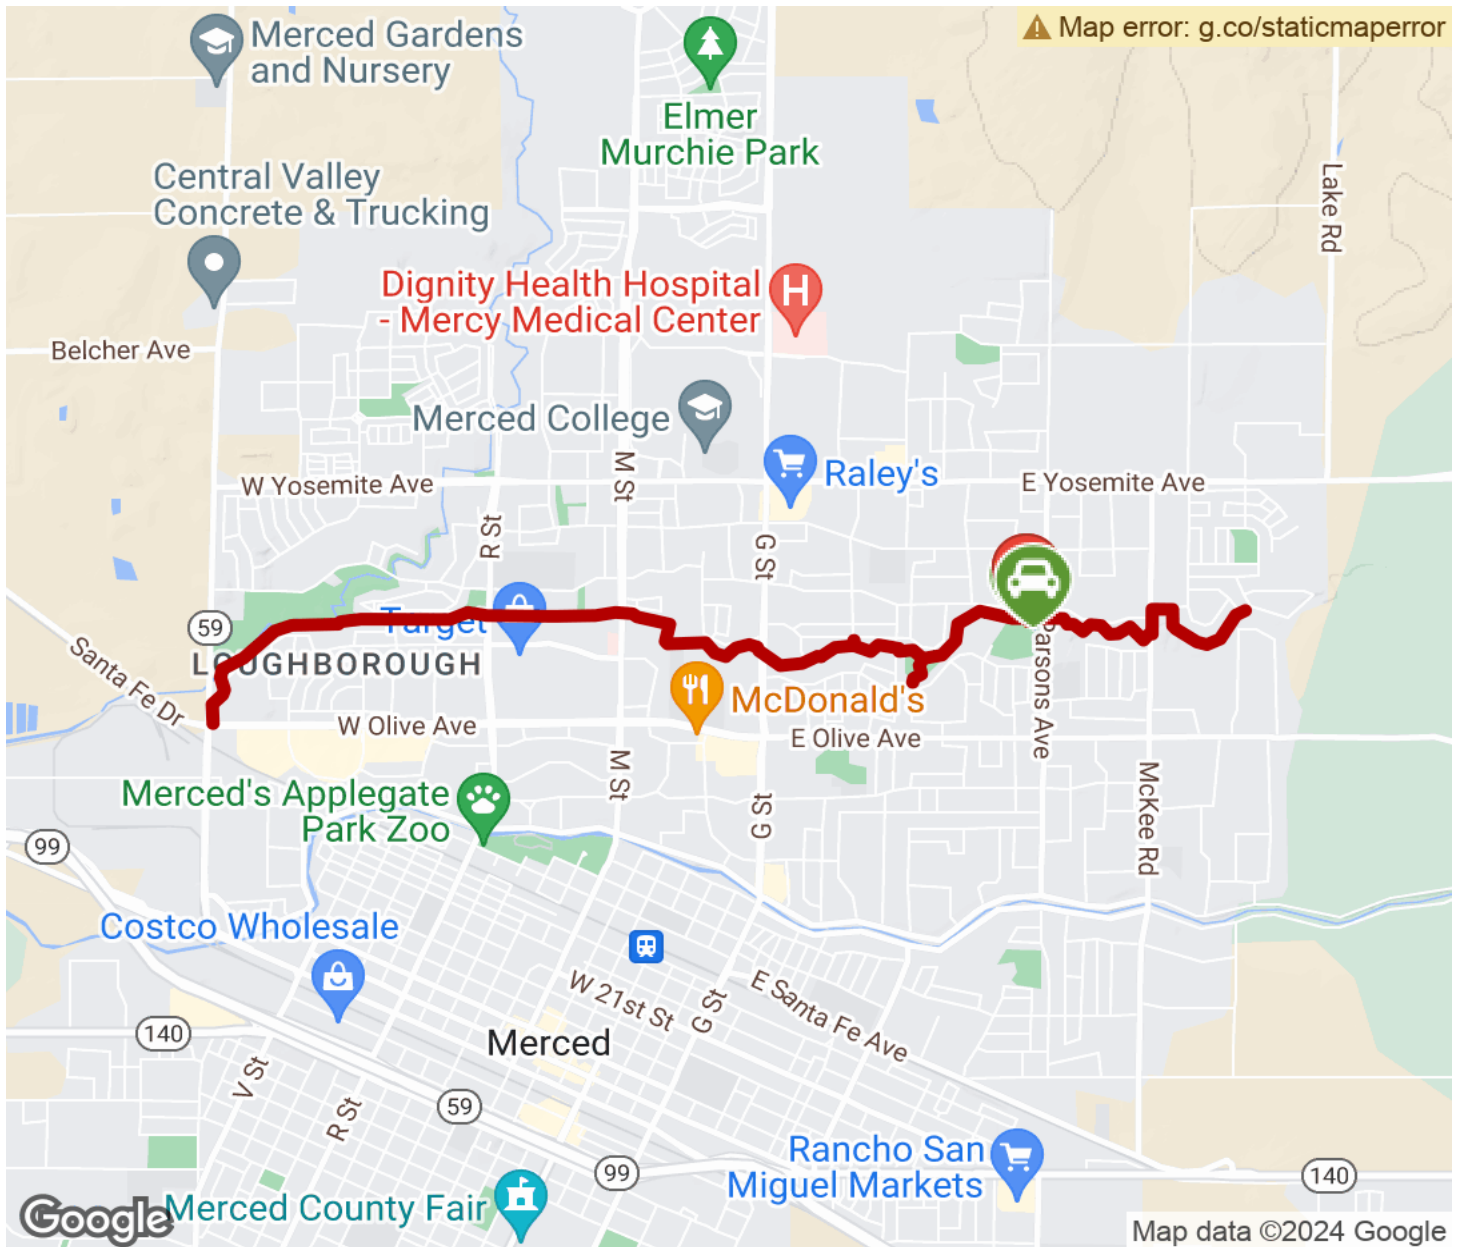 Merced Gardens
and Nursery
Map error: g.co/staticmaperror
Elmer
Murchie Park
Central Valley
Concrete & Trucking
Lake Rd
Dignity Health Hospital
- Mercy Medical Center
H
Belcher Ave
Merced College
M St
Raley's
W Yosemite Ave
E Yosemite Ave
R St
G St
59
Target
Santa Fe Dr
LOUGHBOROUGH
Parsons Ave
McDonald's
W Olive Ave
E Olive Ave
M St
McKee Rd
Merced's Applegate
Park Zoo
G St
99
Costco Wholesale
W 21st St
G St
E Santa Fe Ave
140
Merced
V St
R St
59
Rancho San
Miguel Markets
99
140
Google
Merced County Fair
Map data ©2024 Google